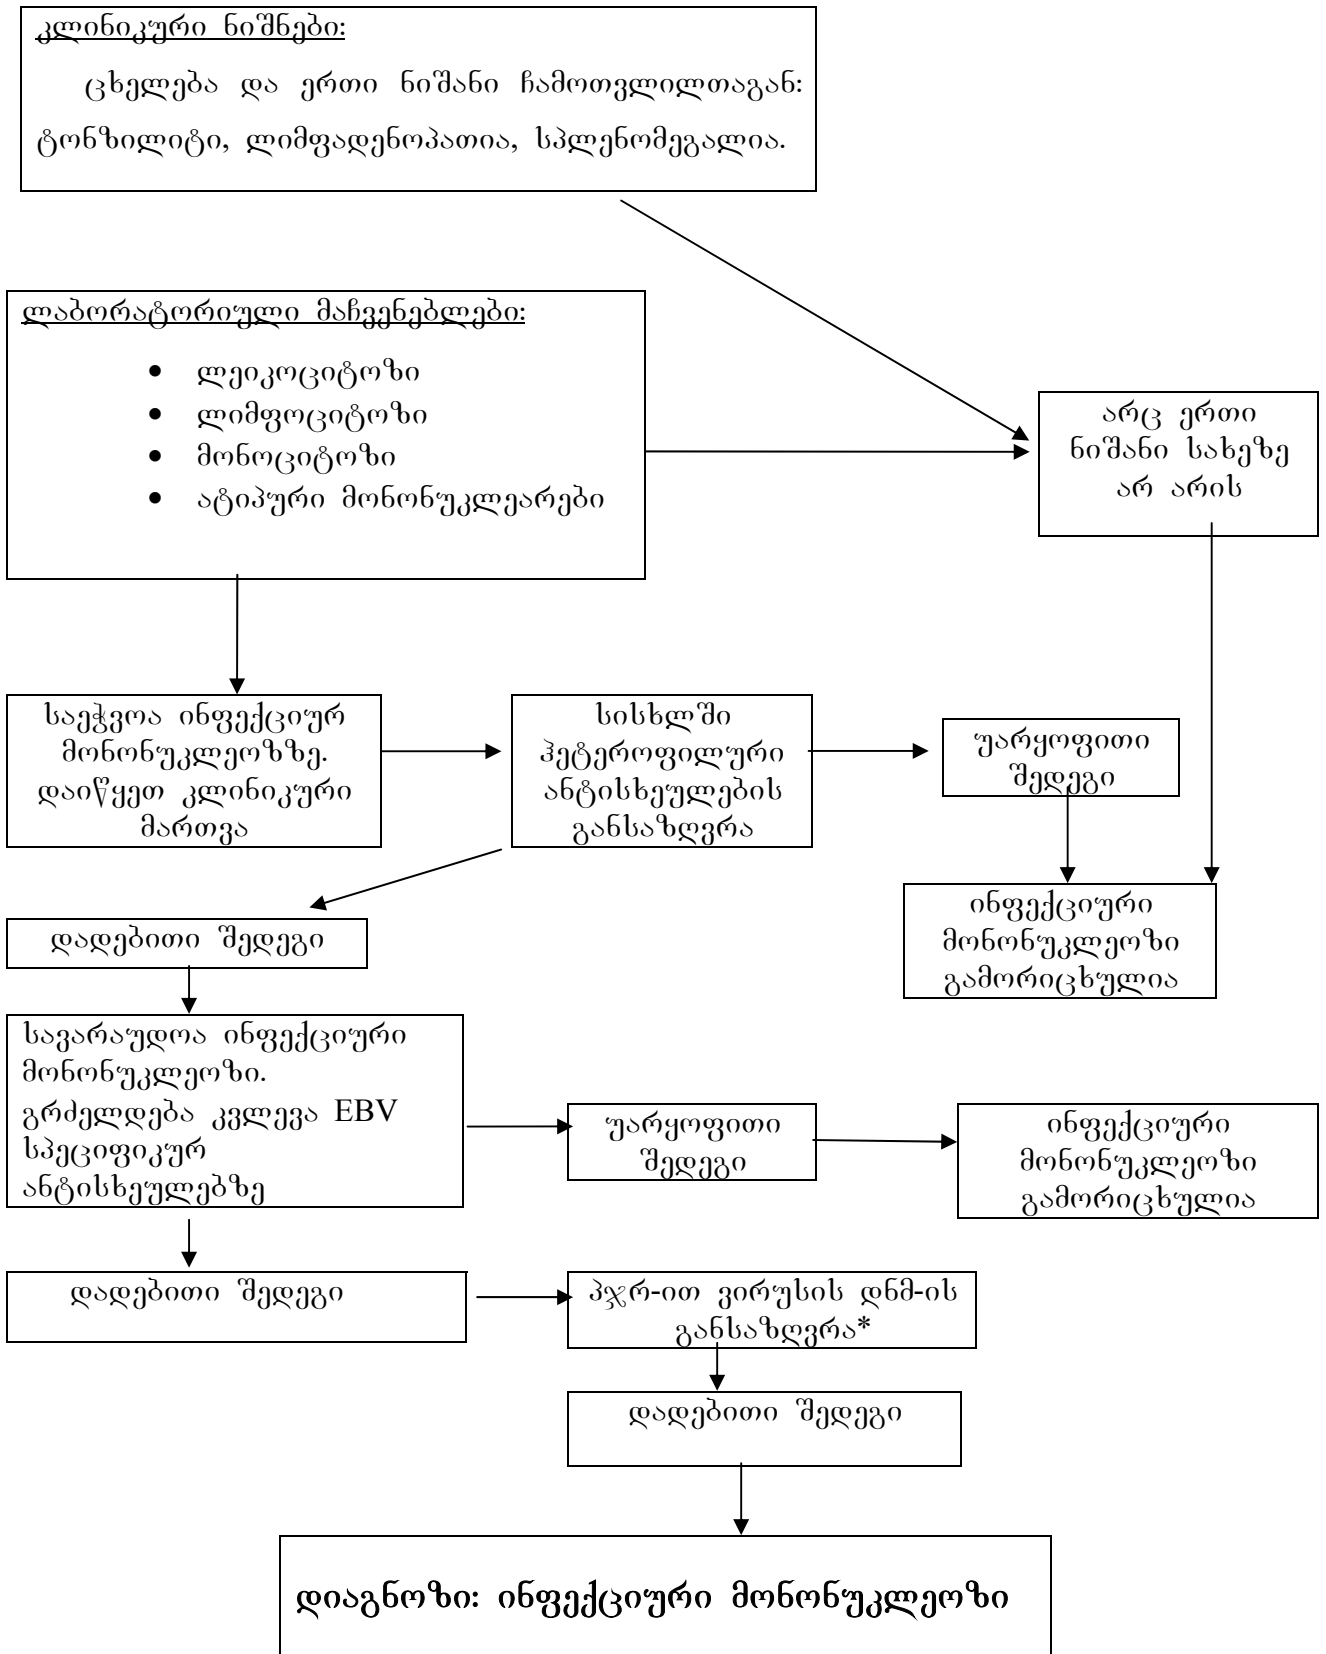 კლინიკური ნიშნები:
ცხელება და ერთი ნიშანი ჩამოთვლილთაგან:
ტონზილიტი, ლიმფადენოპათია, სპლენომეგალია.
ლაბორატორიული მაჩვენებლები:
• ლეიკოციტოზი
• ლიმფოციტოზი
• მონოციტოზი
• ატიპური მონონუკლეარები
არც ერთი
ნიშანი სახეზე
არ არის
საეჭვოა ინფექციურ
მონონუკლეოზზე.
დაიწყეთ კლინიკური
მართვა
სისხლში
ჰეტეროფილური
ანტისხეულების
განსაზღვრა
უარყოფითი
შედეგი
ინფექციური
მონონუკლეოზი
გამორიცხულია
დადებითი შედეგი
სავარაუდოა ინფექციური
მონონუკლეოზი.
გრძელდება კვლევა EBV
სპეციფიკურ
ანტისხეულებზე
უარყოფითი
შედეგი
ინფექციური
მონონუკლეოზი
გამორიცხულია
დადებითი შედეგი
პჯრ-ით ვირუსის დნმ-ის
განსაზღვრა*
დადებითი შედეგი
დიაგნოზი: ინფექციური მონონუკლეოზი